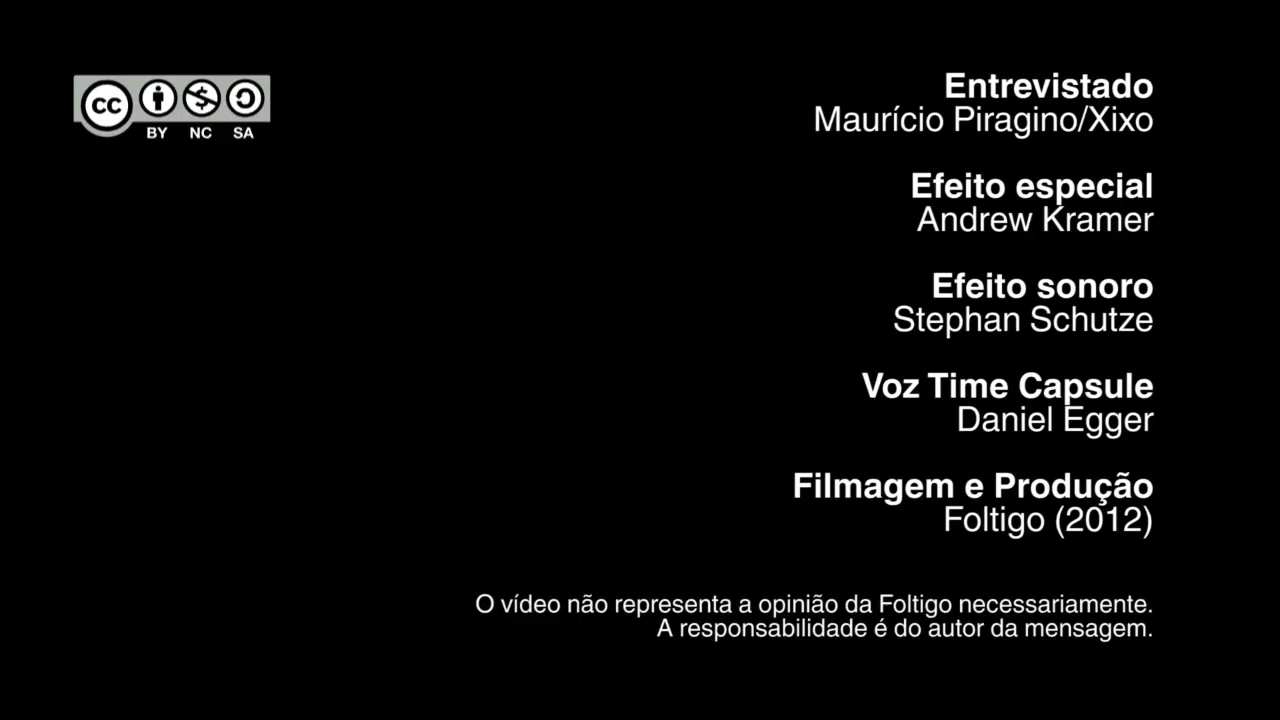 cc
BY NC SA
Entrevistado
Maurício Piragino/Xixo
Efeito especial
Andrew Kramer
Efeito sonoro
Stephan Schutze
Voz Time Capsule
Daniel Egger
Filmagem e Produção
Foltigo (2012)
O vídeo não representa a opinião da Foltigo necessariamente.
A responsabilidade é do autor da mensagem.